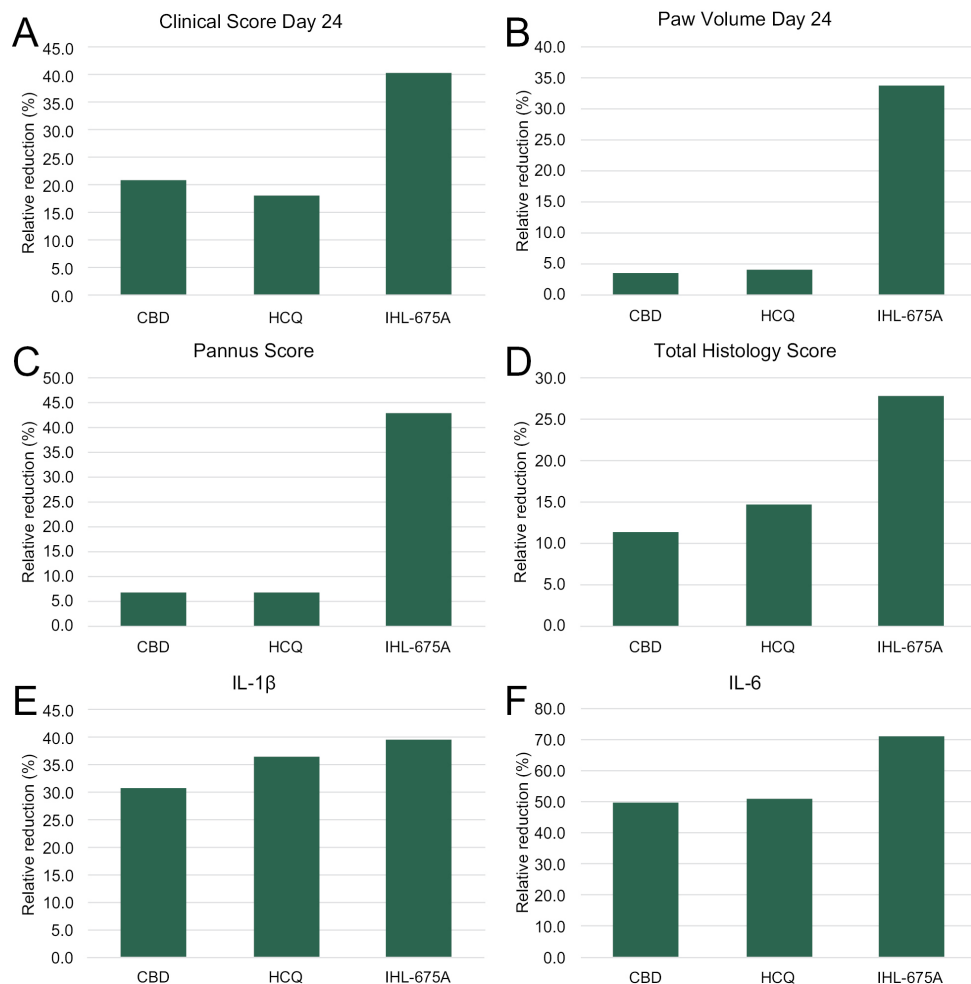 A
Clinical Score Day 24
Relative reduction (%)
45.0
40.0
35.0
30.0
25.0
20.0
15.0
10.0
5.0
0.0
CBD
HCQ
IHL-675A
B
Paw Volume Day 24
Relative reduction (%)
40.0
35.0
30.0
25.0
20.0
15.0
10.0
5.0
0.0
CBD
HCQ
IHL-675A
C
Pannus Score
Relative reduction (%)
50.0
45.0
40.0
35.0
30.0
25.0
20.0
15.0
10.0
5.0
0.0
CBD
HCQ
IHL-675A
D
Total Histology Score
Relative reduction (%)
30.0
25.0
20.0
15.0
10.0
5.0
0.0
CBD
HCQ
IHL-675A
E
IL-1β
Relative reduction (%)
45.0
40.0
35.0
30.0
25.0
20.0
15.0
10.0
5.0
0.0
CBD
HCQ
IHL-675A
F
IL-6
Relative reduction (%)
80.0
70.0
60.0
50.0
40.0
30.0
20.0
10.0
0.0
CBD
HCQ
IHL-675A